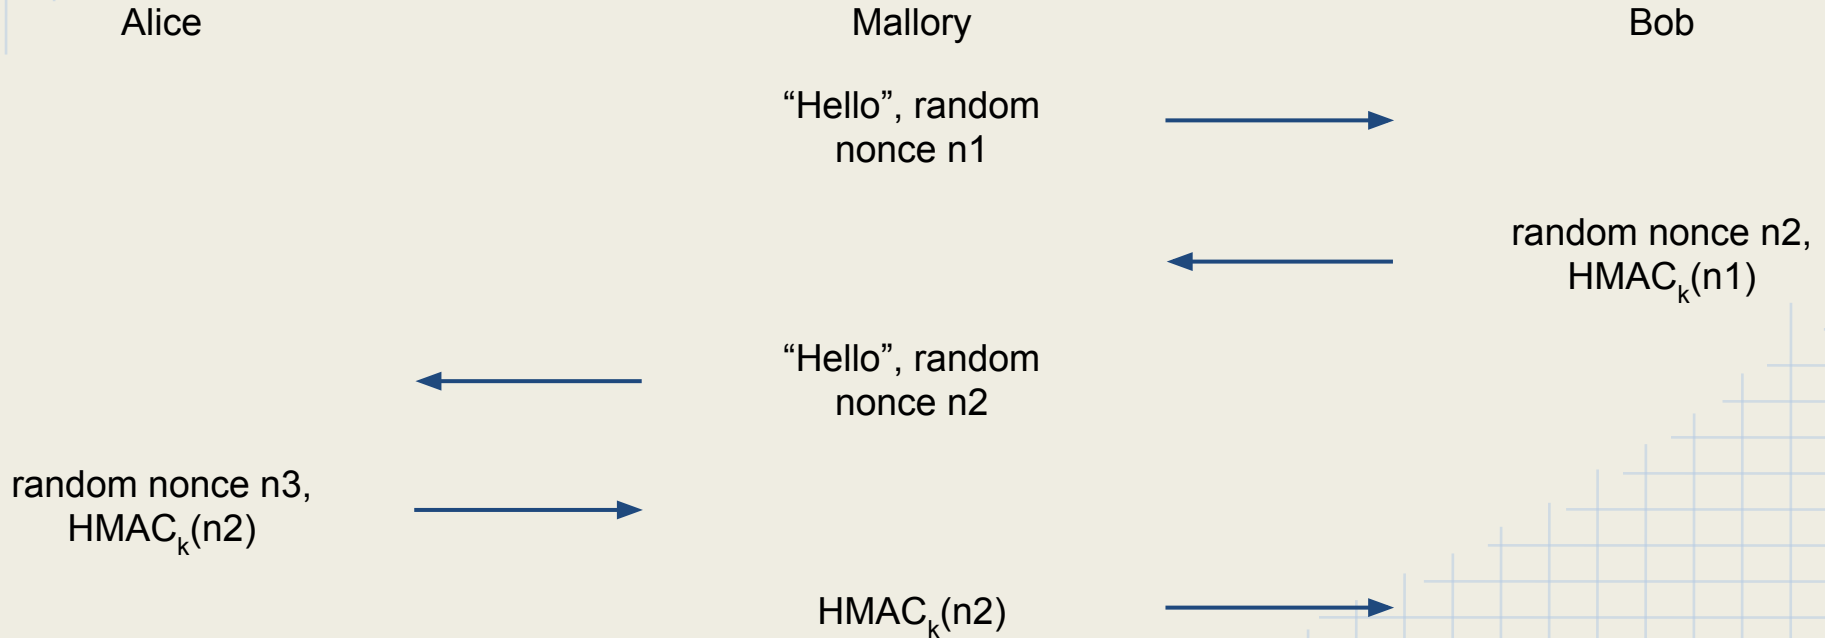 Alice Mallory Bob
“Hello”, random
nonce n1
random nonce n2,
HMACₖ(n1)
“Hello”, random
nonce n2
random nonce n3,
HMACₖ(n2)
HMACₖ(n2)